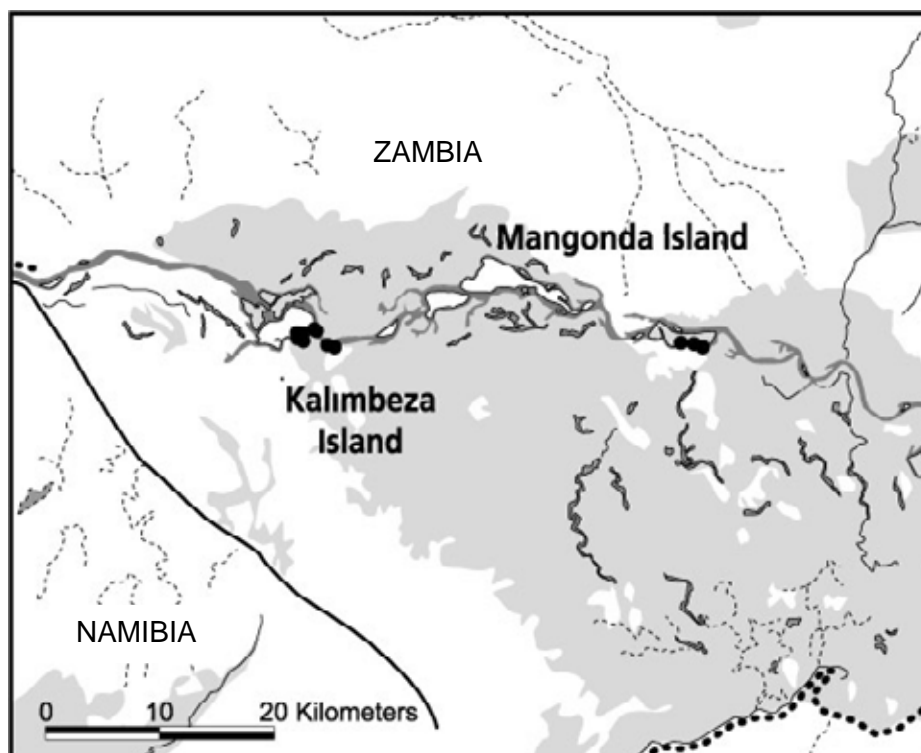 ZAMBIA
Mangonda Island
Kalimbeza
Island
NAMIBIA
0 10 20 Kilometers